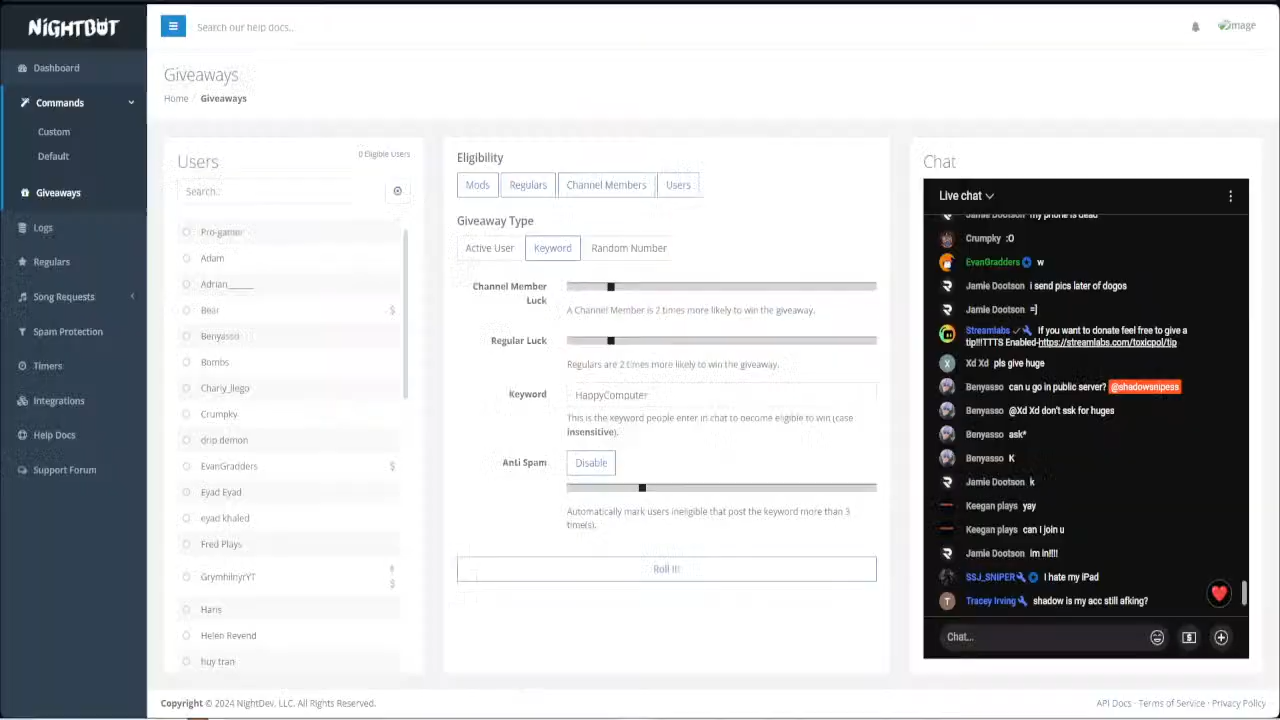 NiGHTBOT
Search our help docs..
Dashboard
Commands
Custom
Default
Giveaways
Logs
Regulars
Song Requests
Spam Protection
Timers
Integrations
Help Docs
Support Forum
Giveaways
Home / Giveaways
Users
0 Eligible Users
Search..
Pro-gamer
Adam
Adrian______
Bear $
Benyasso
Bombs
Charly_llego
Crumpky
drip demon
EvanGradders $
Eyad Eyad
eyad khaled
Fred Plays
GrymhilnyrYT
$
Haris
Helen Revend
huy tran
Eligibility
Mods Regulars Channel Members Users
Giveaway Type
Active User Keyword Random Number
Channel Member
Luck
A Channel Member is 2 times more likely to win the giveaway.
Regular Luck
Regulars are 2 times more likely to win the giveaway.
Keyword
HappyComputer
This is the keyword people enter in chat to become eligible to win (case
insensitive).
Anti Spam
Disable
Automatically mark users ineligible that post the keyword more than 3
time(s).
Roll It!
image
Chat
Live chat
Jamie Dootson my phone is dead
Crumpky :O
EvanGradders w
Jamie Dootson i send pics later of dogos
Jamie Dootson =]
Streamlabs If you want to donate feel free to give a
tip!!!TTTS Enabled-https://streamlabs.com/toxicpol/tip
X Xd Xd pls give huge
Benyasso can u go in public server? @shadowsnipess
Benyasso @Xd Xd don't ssk for huges
Benyasso ask*
Benyasso K
Jamie Dootson k
Keegan plays yay
Keegan plays can I join u
Jamie Dootson im in!!!!
SSJ_SNIPER I hate my iPad
T Tracey Irving shadow is my acc still afking?
Chat...
Copyright © 2024 NightDev, LLC. All Rights Reserved.
API Docs · Terms of Service · Privacy Policy